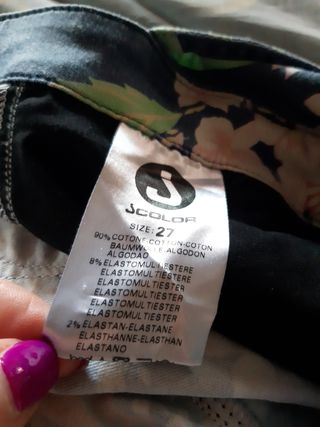 JCOLOR
SIZE: 27
90% COTONE-COTTON-COTON
BAUMWOLLE-ALGODON
ALGODAO
8% ELASTOMULTIESTERE
ELASTOMULTIESTERE
ELASTOMULTIESTER
ELASTOMULTIESTER
ELASTOMULTIESTER
ELASTOMULTIESTER
2% ELASTAN-ELASTANE
ELASTHANNE-ELASTHAN
ELASTANO